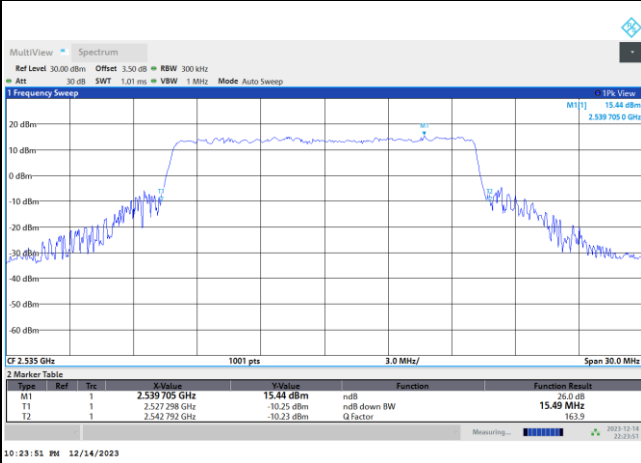 MultiView Spectrum
Ref Level 30.00 dBm Offset 3.50 dB RBW 300 kHz
Att 30 dB SWT 1.01 ms VBW 1 MHz Mode Auto Sweep
1 Frequency Sweep 1Pk View
M1[1] 15.44 dBm
2.539 705 0 GHz
M1
20 dBm
10 dBm
0 dBm
T1 T2
-10 dBm
-20 dBm
-30 dBm
-40 dBm
-50 dBm
-60 dBm
CF 2.535 GHz 1001 pts 3.0 MHz/ Span 30.0 MHz
2 Marker Table
Type Ref Trc X-Value Y-Value Function Function Result
M1 1 2.539 705 GHz 15.44 dBm ndB 26.0 dB
T1 1 2.527 298 GHz -10.25 dBm ndB down BW 15.49 MHz
T2 1 2.542 792 GHz -10.23 dBm Q Factor 163.9
Measuring... 2023-12-14
22:23:51
10:23:51 PM 12/14/2023